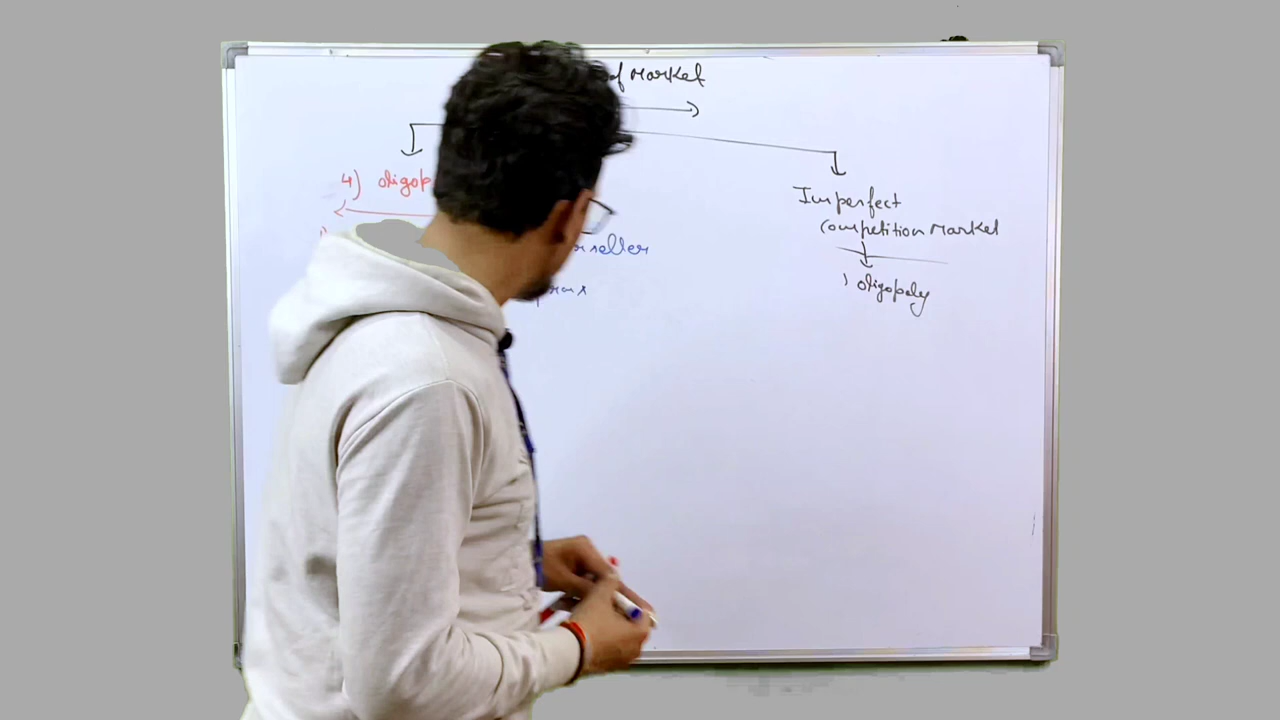 of Market
4) oligop
r seller
Imperfect
competition Market
) oligopoly